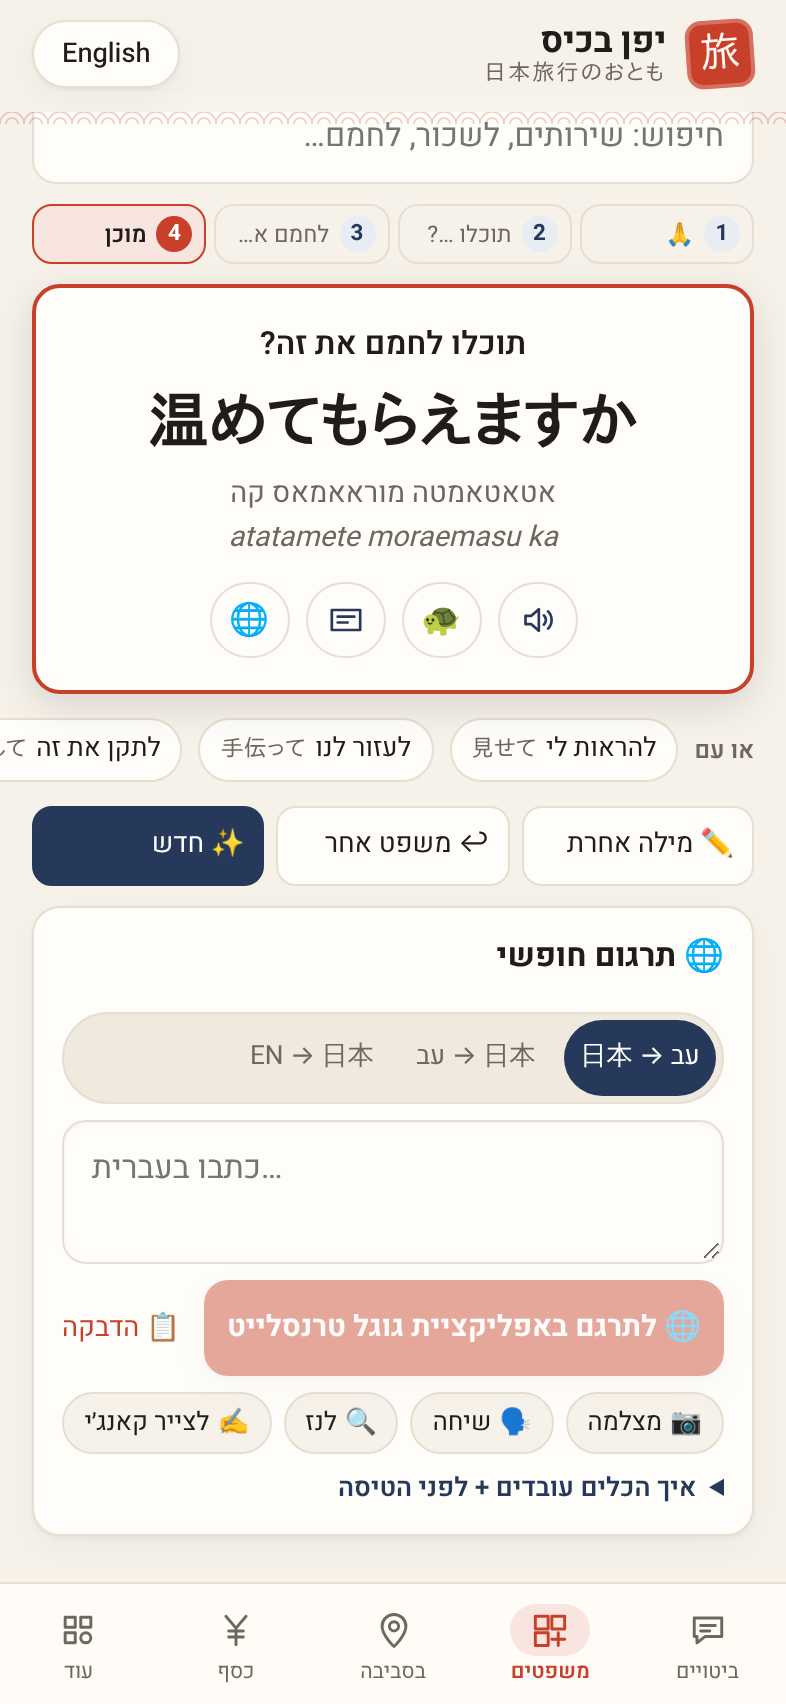 旅
יפן בכיס
日本旅行のおとも
English
חיפוש: שירותים, לשכור, לחמם...
1 🙏
2 תוכלו ...?
3 לחמם א...
4 מוכן
תוכלו לחמם את זה?
温めてもらえますか
אטאטאמטה מוראאמאס קה
atatamete moraemasu ka
או עם
להראות לי 見せて
לעזור לנו 手伝って
לתקן את זה して
✏️ מילה אחרת
↩ משפט אחר
✨ חדש
🌐 תרגום חופשי
עב → 日本
日本 → עב
日本 → EN
כתבו בעברית...
🌐 לתרגם באפליקציית גוגל טרנסלייט
📋 הדבקה
📷 מצלמה
🗣️ שיחה
🔍 לנז
✍️ לצייר קאנג'י
◀ איך הכלים עובדים + לפני הטיסה
ביטויים
משפטים
בסביבה
¥
כסף
עוד